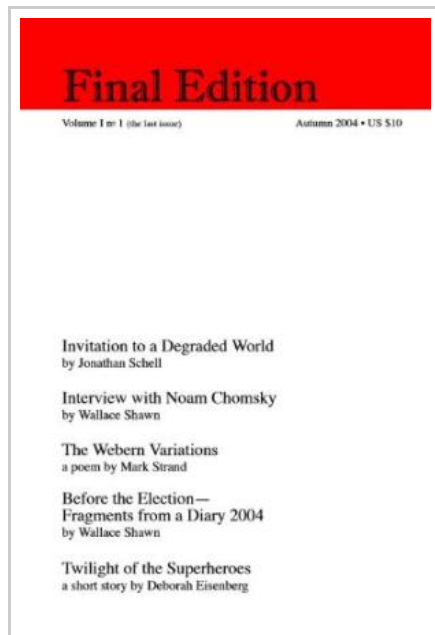 Final Edition
Volume I nº 1 (the last issue) Autumn 2004 • US $10
Invitation to a Degraded World
by Jonathan Schell
Interview with Noam Chomsky
by Wallace Shawn
The Webern Variations
a poem by Mark Strand
Before the Election—
Fragments from a Diary 2004
by Wallace Shawn
Twilight of the Superheroes
a short story by Deborah Eisenberg